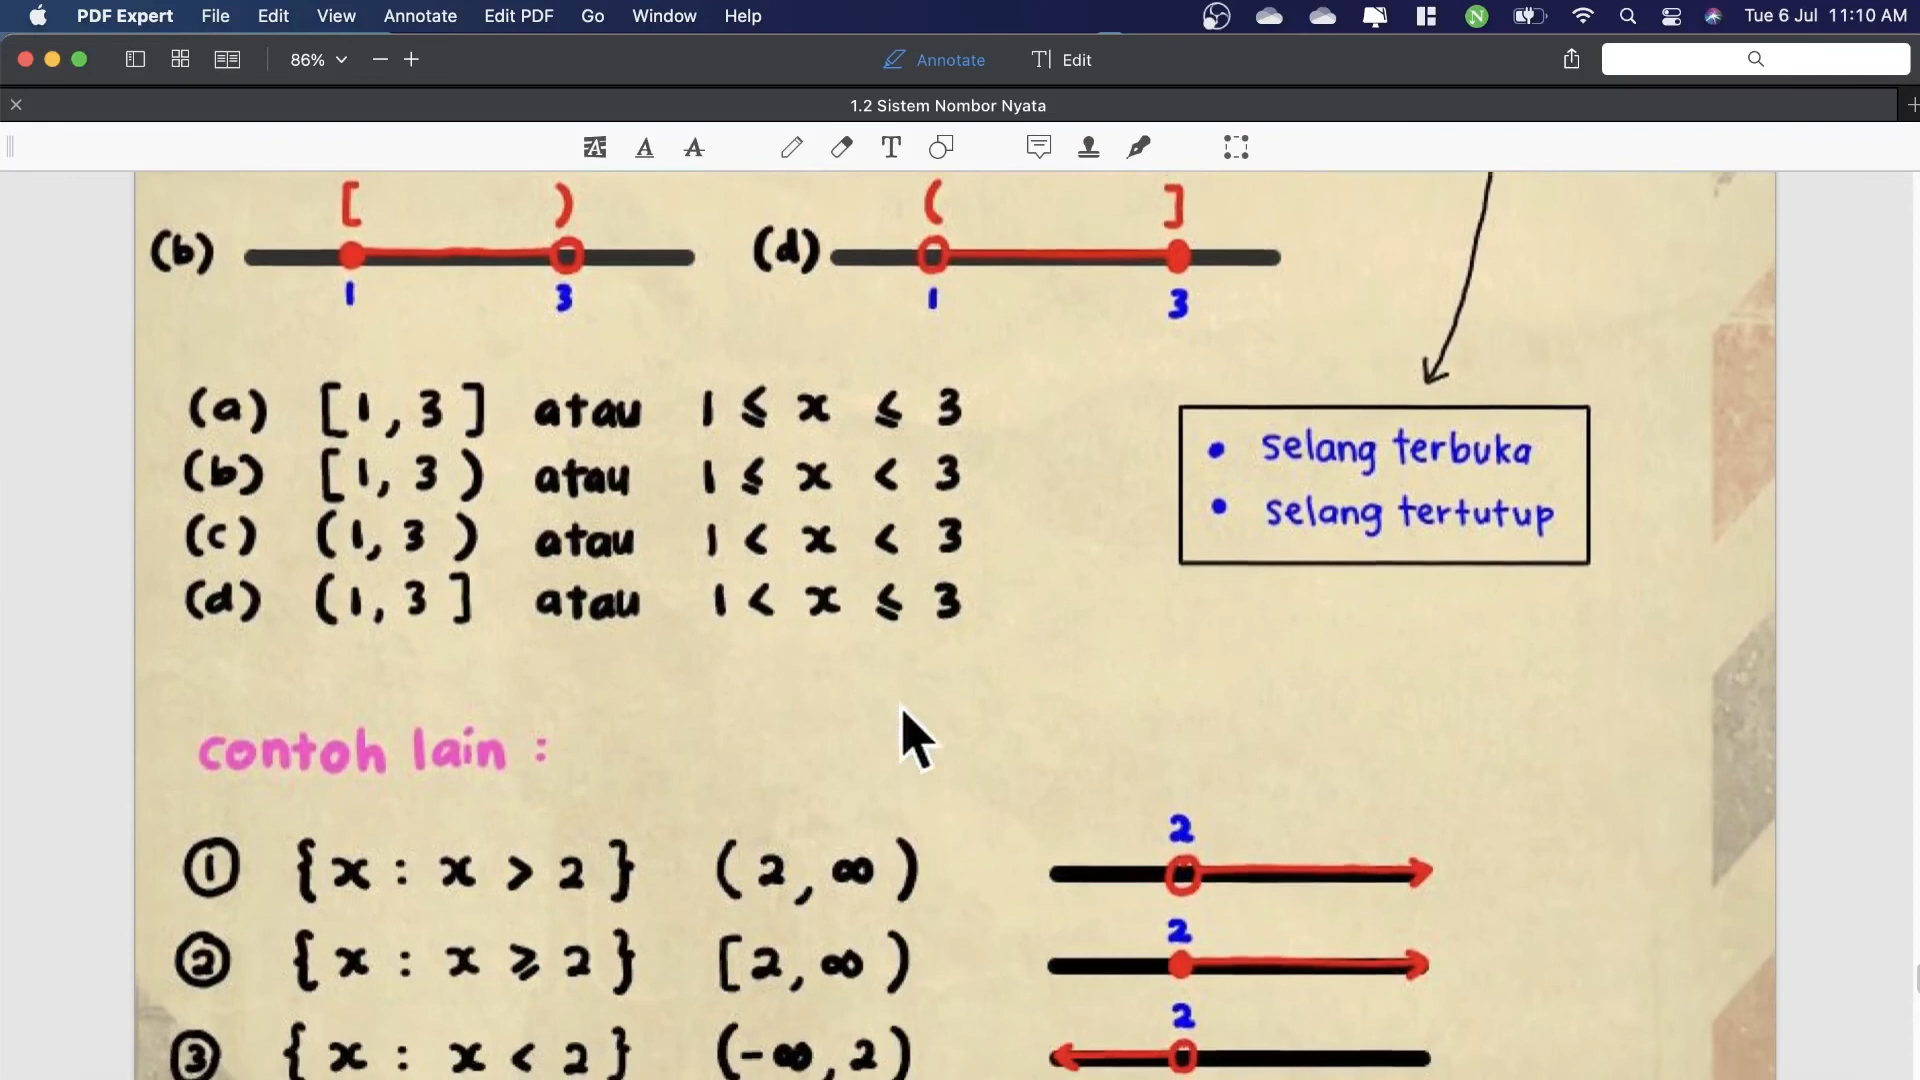 PDF Expert File Edit View Annotate Edit PDF Go Window Help Tue 6 Jul 11:10 AM
86% Annotate T Edit
1.2 Sistem Nombor Nyata
A A A T
[ ) ( ]
(b) (d)
1 3 1 3
(a) [1, 3] atau 1 ≤ x ≤ 3
(b) [1, 3) atau 1 ≤ x < 3
(c) (1, 3) atau 1 < x < 3
(d) (1, 3] atau 1 < x ≤ 3
• selang terbuka
• selang tertutup
contoh lain :
2
① {x : x > 2} (2, ∞)
2
② {x : x ≥ 2} [2, ∞)
2
③ {x : x < 2} (-∞, 2)